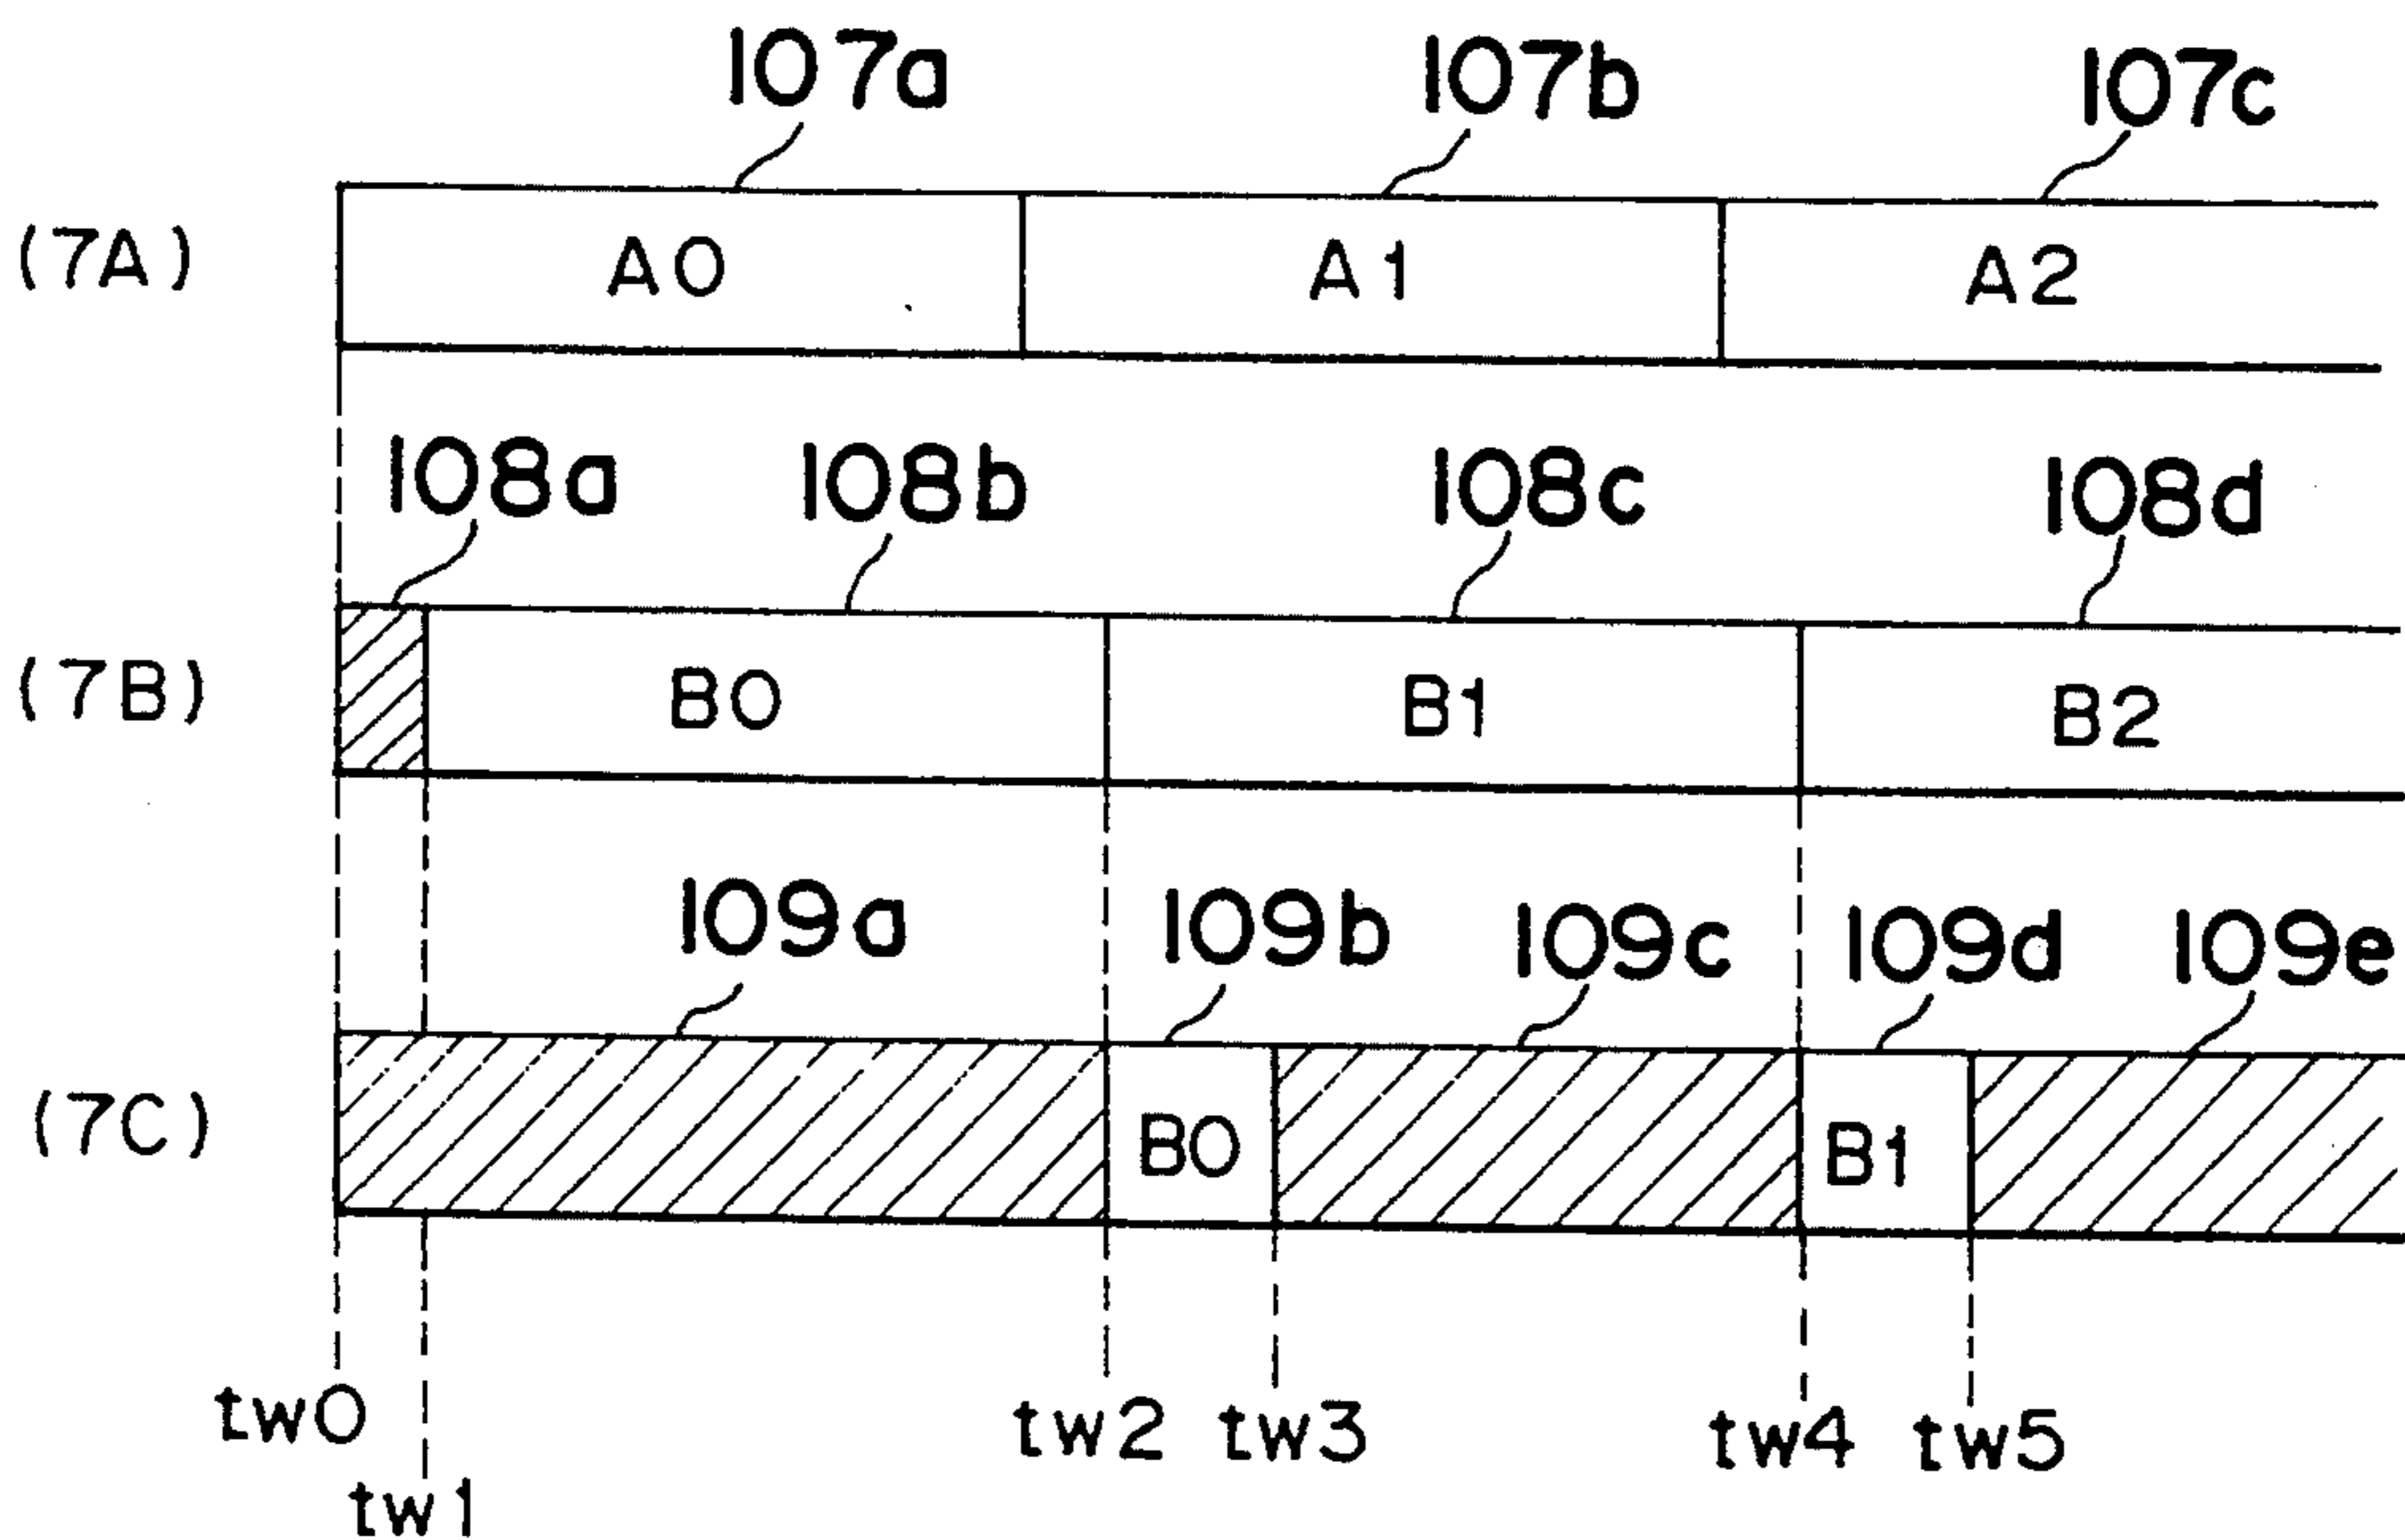 107a 107b 107c
(7A) A0 A1 A2
108a 108b 108c 108d
(7B) B0 B1 B2
109a 109b 109c 109d 109e
(7C) B0 B1
tw0 tw2 tw3 tw4 tw5
tw1